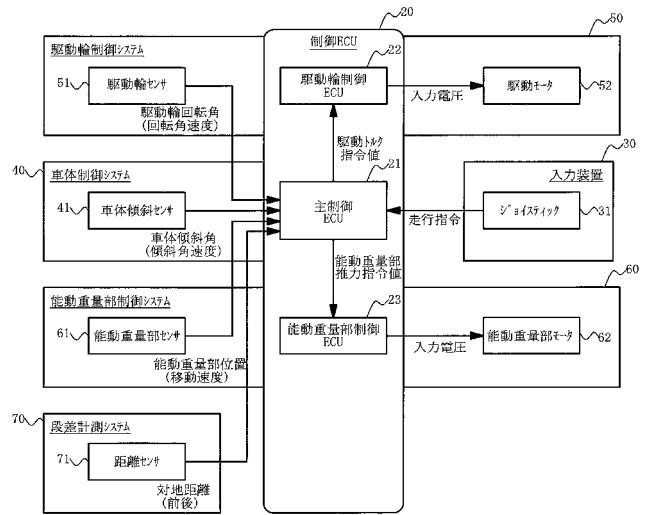 20
50
制御ECU
22
駆動輪制御システム
51
駆動輪センサ
駆動輪制御
ECU
入力電圧
駆動モータ
52
駆動輪回転角
(回転角速度)
駆動トルク
指令値
40
車体制御システム
21
30
入力装置
41
車体傾斜センサ
主制御
ECU
走行指令
ジョイスティック
31
車体傾斜角
(傾斜角速度)
能動重量部
推力指令値
60
能動重量部制御システム
23
61
能動重量部センサ
能動重量部制御
ECU
入力電圧
能動重量部モータ
62
能動重量部位置
(移動速度)
70
段差計測システム
71
距離センサ
対地距離
(前後)